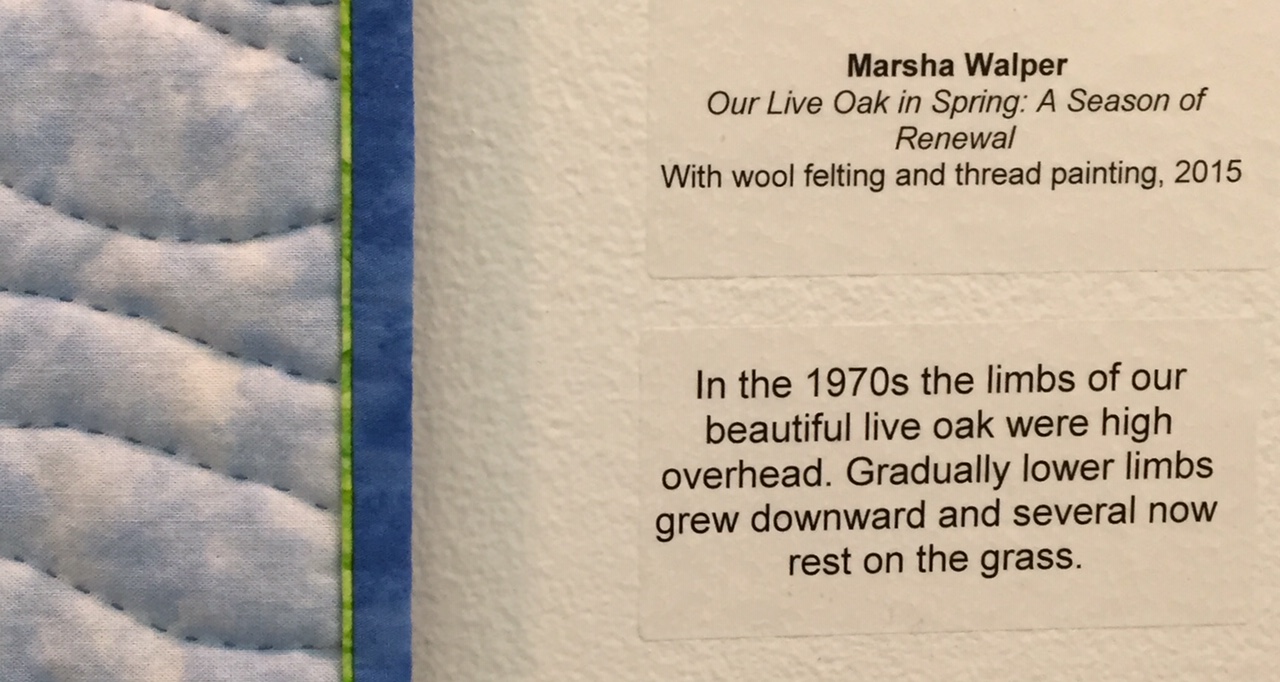 Marsha Walper
Our Live Oak in Spring: A Season of
Renewal
With wool felting and thread painting, 2015
In the 1970s the limbs of our
beautiful live oak were high
overhead. Gradually lower limbs
grew downward and several now
rest on the grass.